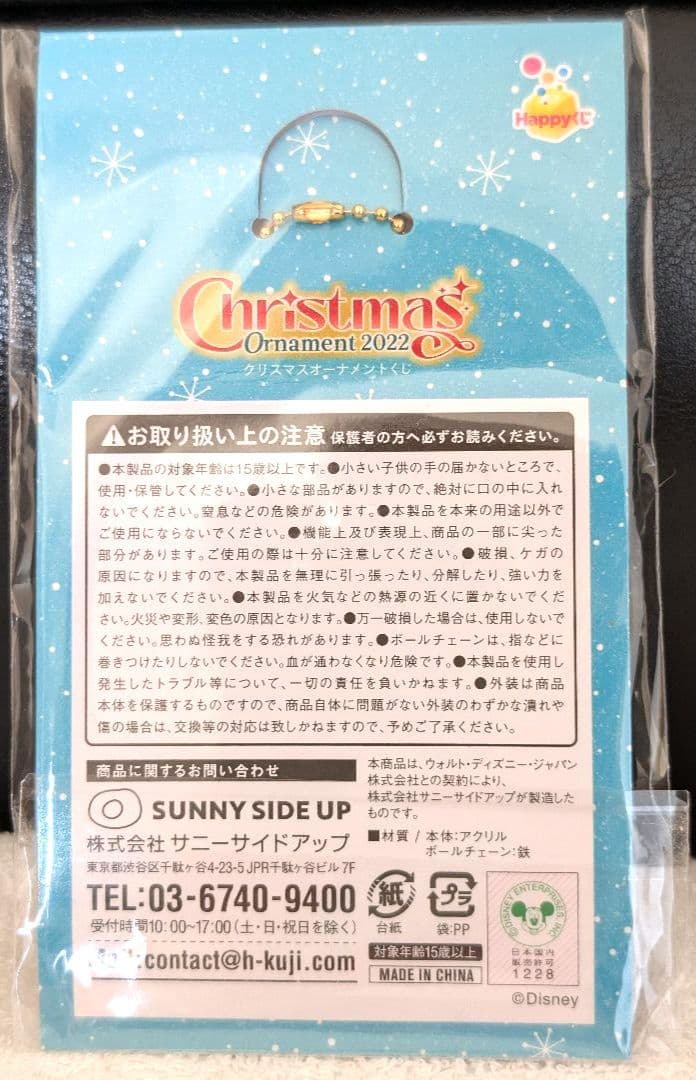 Happyくじ
Christmas
Ornament 2022
クリスマスオーナメントくじ
お取り扱い上の注意 保護者の方へ必ずお読みください。
●本製品の対象年齢は15歳以上です。●小さい子供の手の届かないところで、
使用・保管してください。●小さな部品がありますので、絶対に口の中に入れ
ないでください。窒息などの危険があります。●本製品を本来の用途以外で
ご使用にならないでください。●機能上及び表現上、商品の一部に尖った
部分があります。ご使用の際は十分に注意してください。●破損、ケガの
原因になりますので、本製品を無理に引っ張ったり、分解したり、強い力を
加えないでください。●本製品を火気などの熱源の近くに置かないでくださ
い。火災や変形、変色の原因となります。●万一破損した場合は、使用しないで
ください。思わぬ怪我をする恐れがあります。●ボールチェーンは、指などに
巻きつけたりしないでください。血が通わなくなり危険です。●本製品を使用し
発生したトラブル等について、一切の責任を負いかねます。●外装は商品
本体を保護するものですので、商品自体に問題がない外装のわずかな潰れや
傷の場合は、交換等の対応は致しかねますので、予めご了承ください。
商品に関するお問い合わせ
SUNNY SIDE UP
株式会社 サニーサイドアップ
東京都渋谷区千駄ヶ谷4-23-5 JPR千駄ヶ谷ビル 7F
TEL:03-6740-9400
受付時間10:00~17:00(土・日・祝日を除く)
mail:contact@h-kuji.com
本商品は、ウォルト・ディズニー・ジャパン
株式会社との契約により、
株式会社サニーサイドアップが製造した
ものです。
■材質 / 本体:アクリル
ボールチェーン:鉄
紙
台紙
プラ
袋:PP
対象年齢15歳以上
MADE IN CHINA
©DISNEY ENTERPRISES, INC.
日本国内
販売許可
1228
©Disney